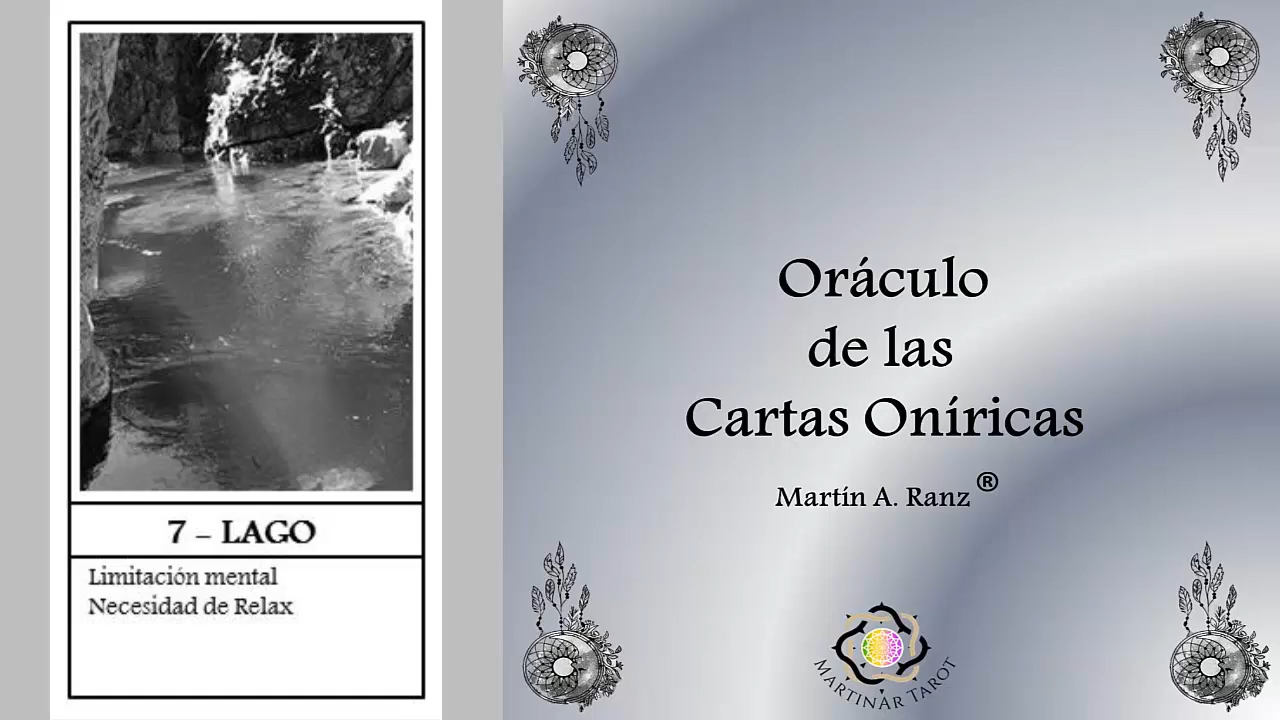 7 – LAGO
Limitación mental
Necesidad de Relax
Oráculo
de las
Cartas Oníricas
Martín A. Ranz ®
MARTINAR TAROT